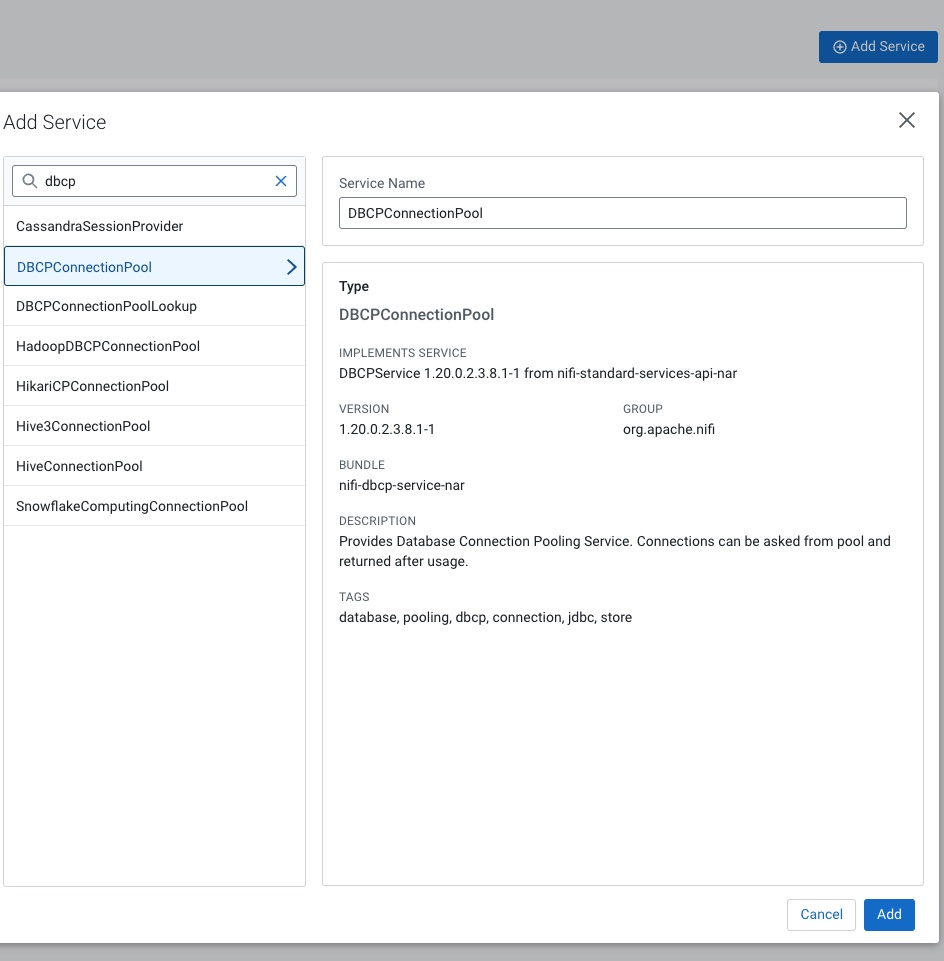 Add Service
Add Service
dbcp
CassandraSessionProvider
DBCPConnectionPool
DBCPConnectionPoolLookup
HadoopDBCPConnectionPool
HikariCPConnectionPool
Hive3ConnectionPool
HiveConnectionPool
SnowflakeComputingConnectionPool
Service Name
DBCPConnectionPool
Type
DBCPConnectionPool
IMPLEMENTS SERVICE
DBCPService 1.20.0.2.3.8.1-1 from nifi-standard-services-api-nar
VERSION
1.20.0.2.3.8.1-1
GROUP
org.apache.nifi
BUNDLE
nifi-dbcp-service-nar
DESCRIPTION
Provides Database Connection Pooling Service. Connections can be asked from pool and
returned after usage.
TAGS
database, pooling, dbcp, connection, jdbc, store
Cancel
Add